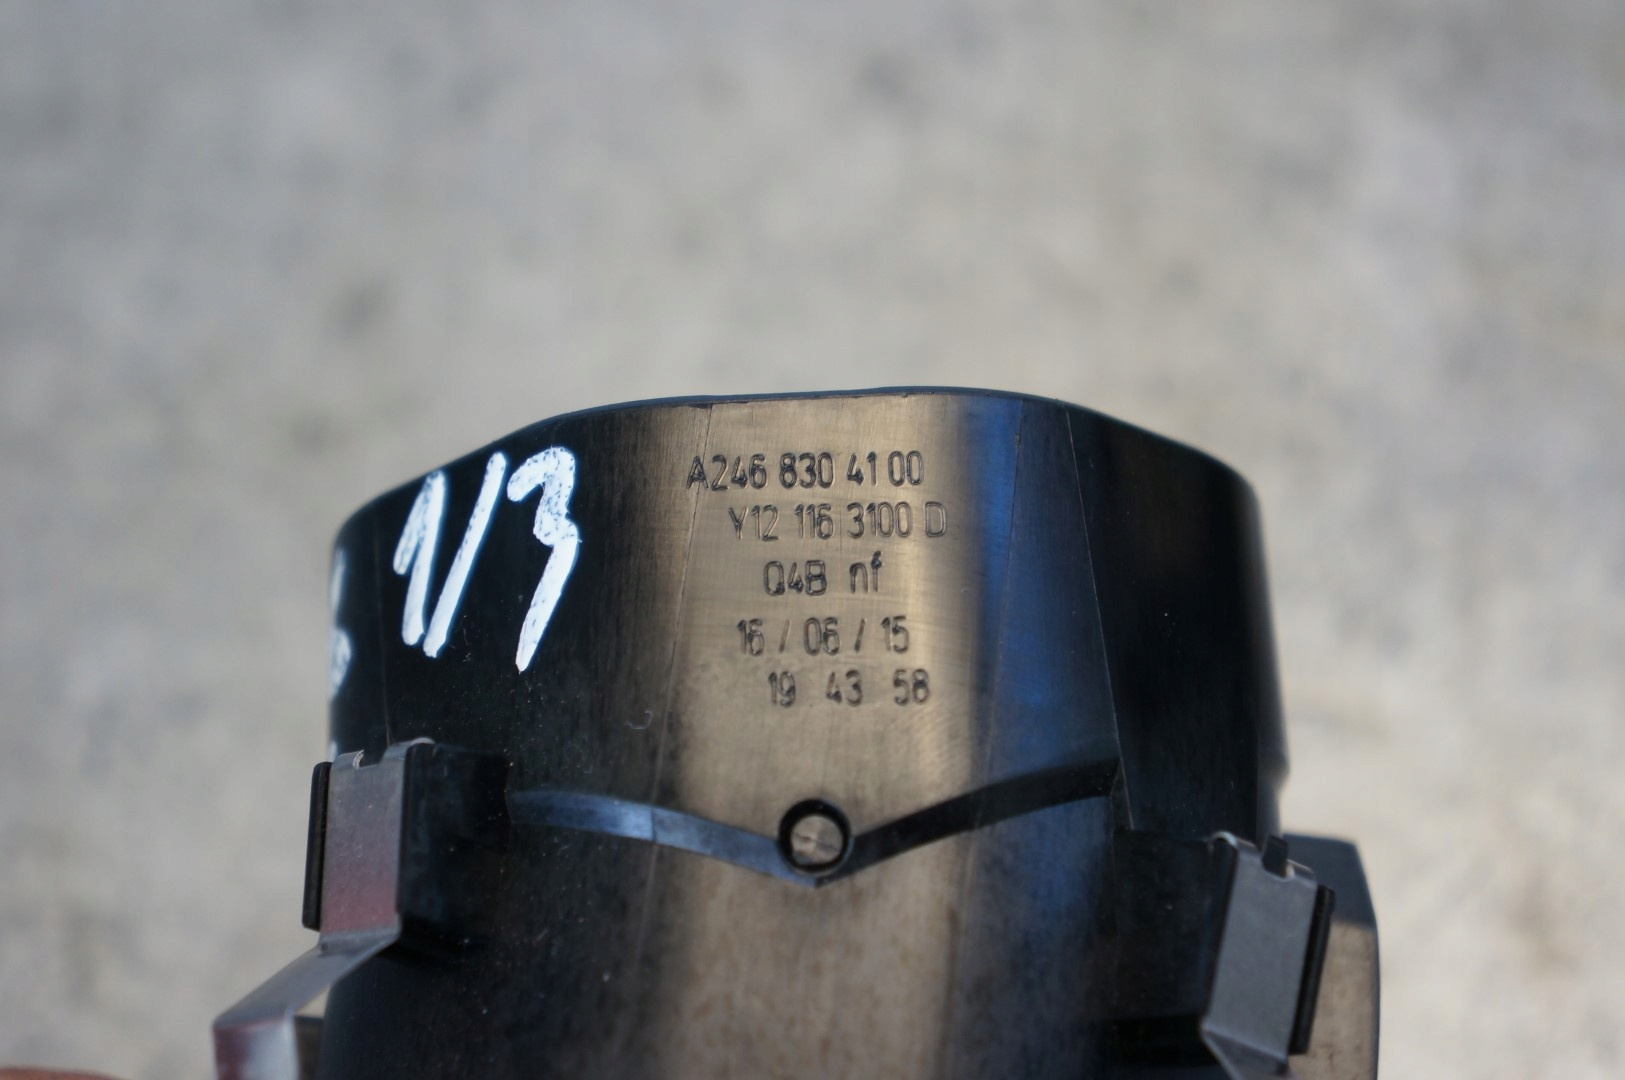 A246 830 41 00
Y12 116 3100 D
Q4B nf
16 / 06 / 15
19 43 58
1/3